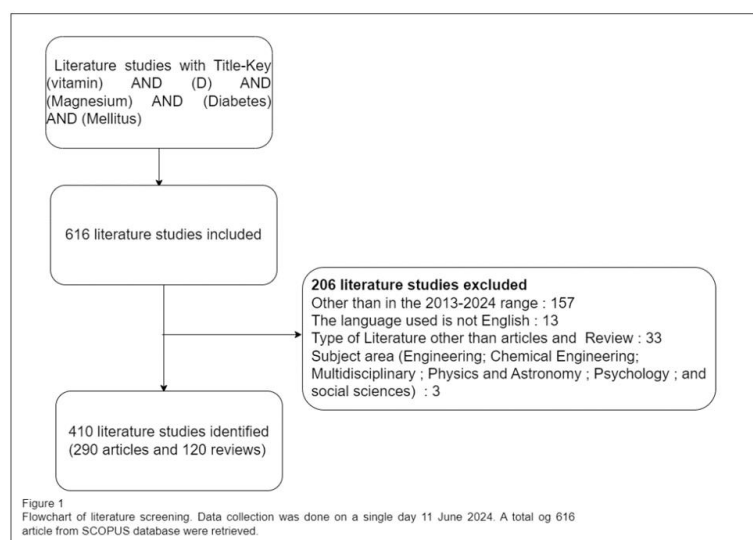 Literature studies with Title-Key
(vitamin) AND (D) AND
(Magnesium) AND (Diabetes)
AND (Mellitus)
616 literature studies included
206 literature studies excluded
Other than in the 2013-2024 range : 157
The language used is not English : 13
Type of Literature other than articles and Review : 33
Subject area (Engineering; Chemical Engineering;
Multidisciplinary ; Physics and Astronomy ; Psychology ; and
social sciences) : 3
410 literature studies identified
(290 articles and 120 reviews)
Figure 1
Flowchart of literature screening. Data collection was done on a single day 11 June 2024. A total og 616
article from SCOPUS database were retrieved.